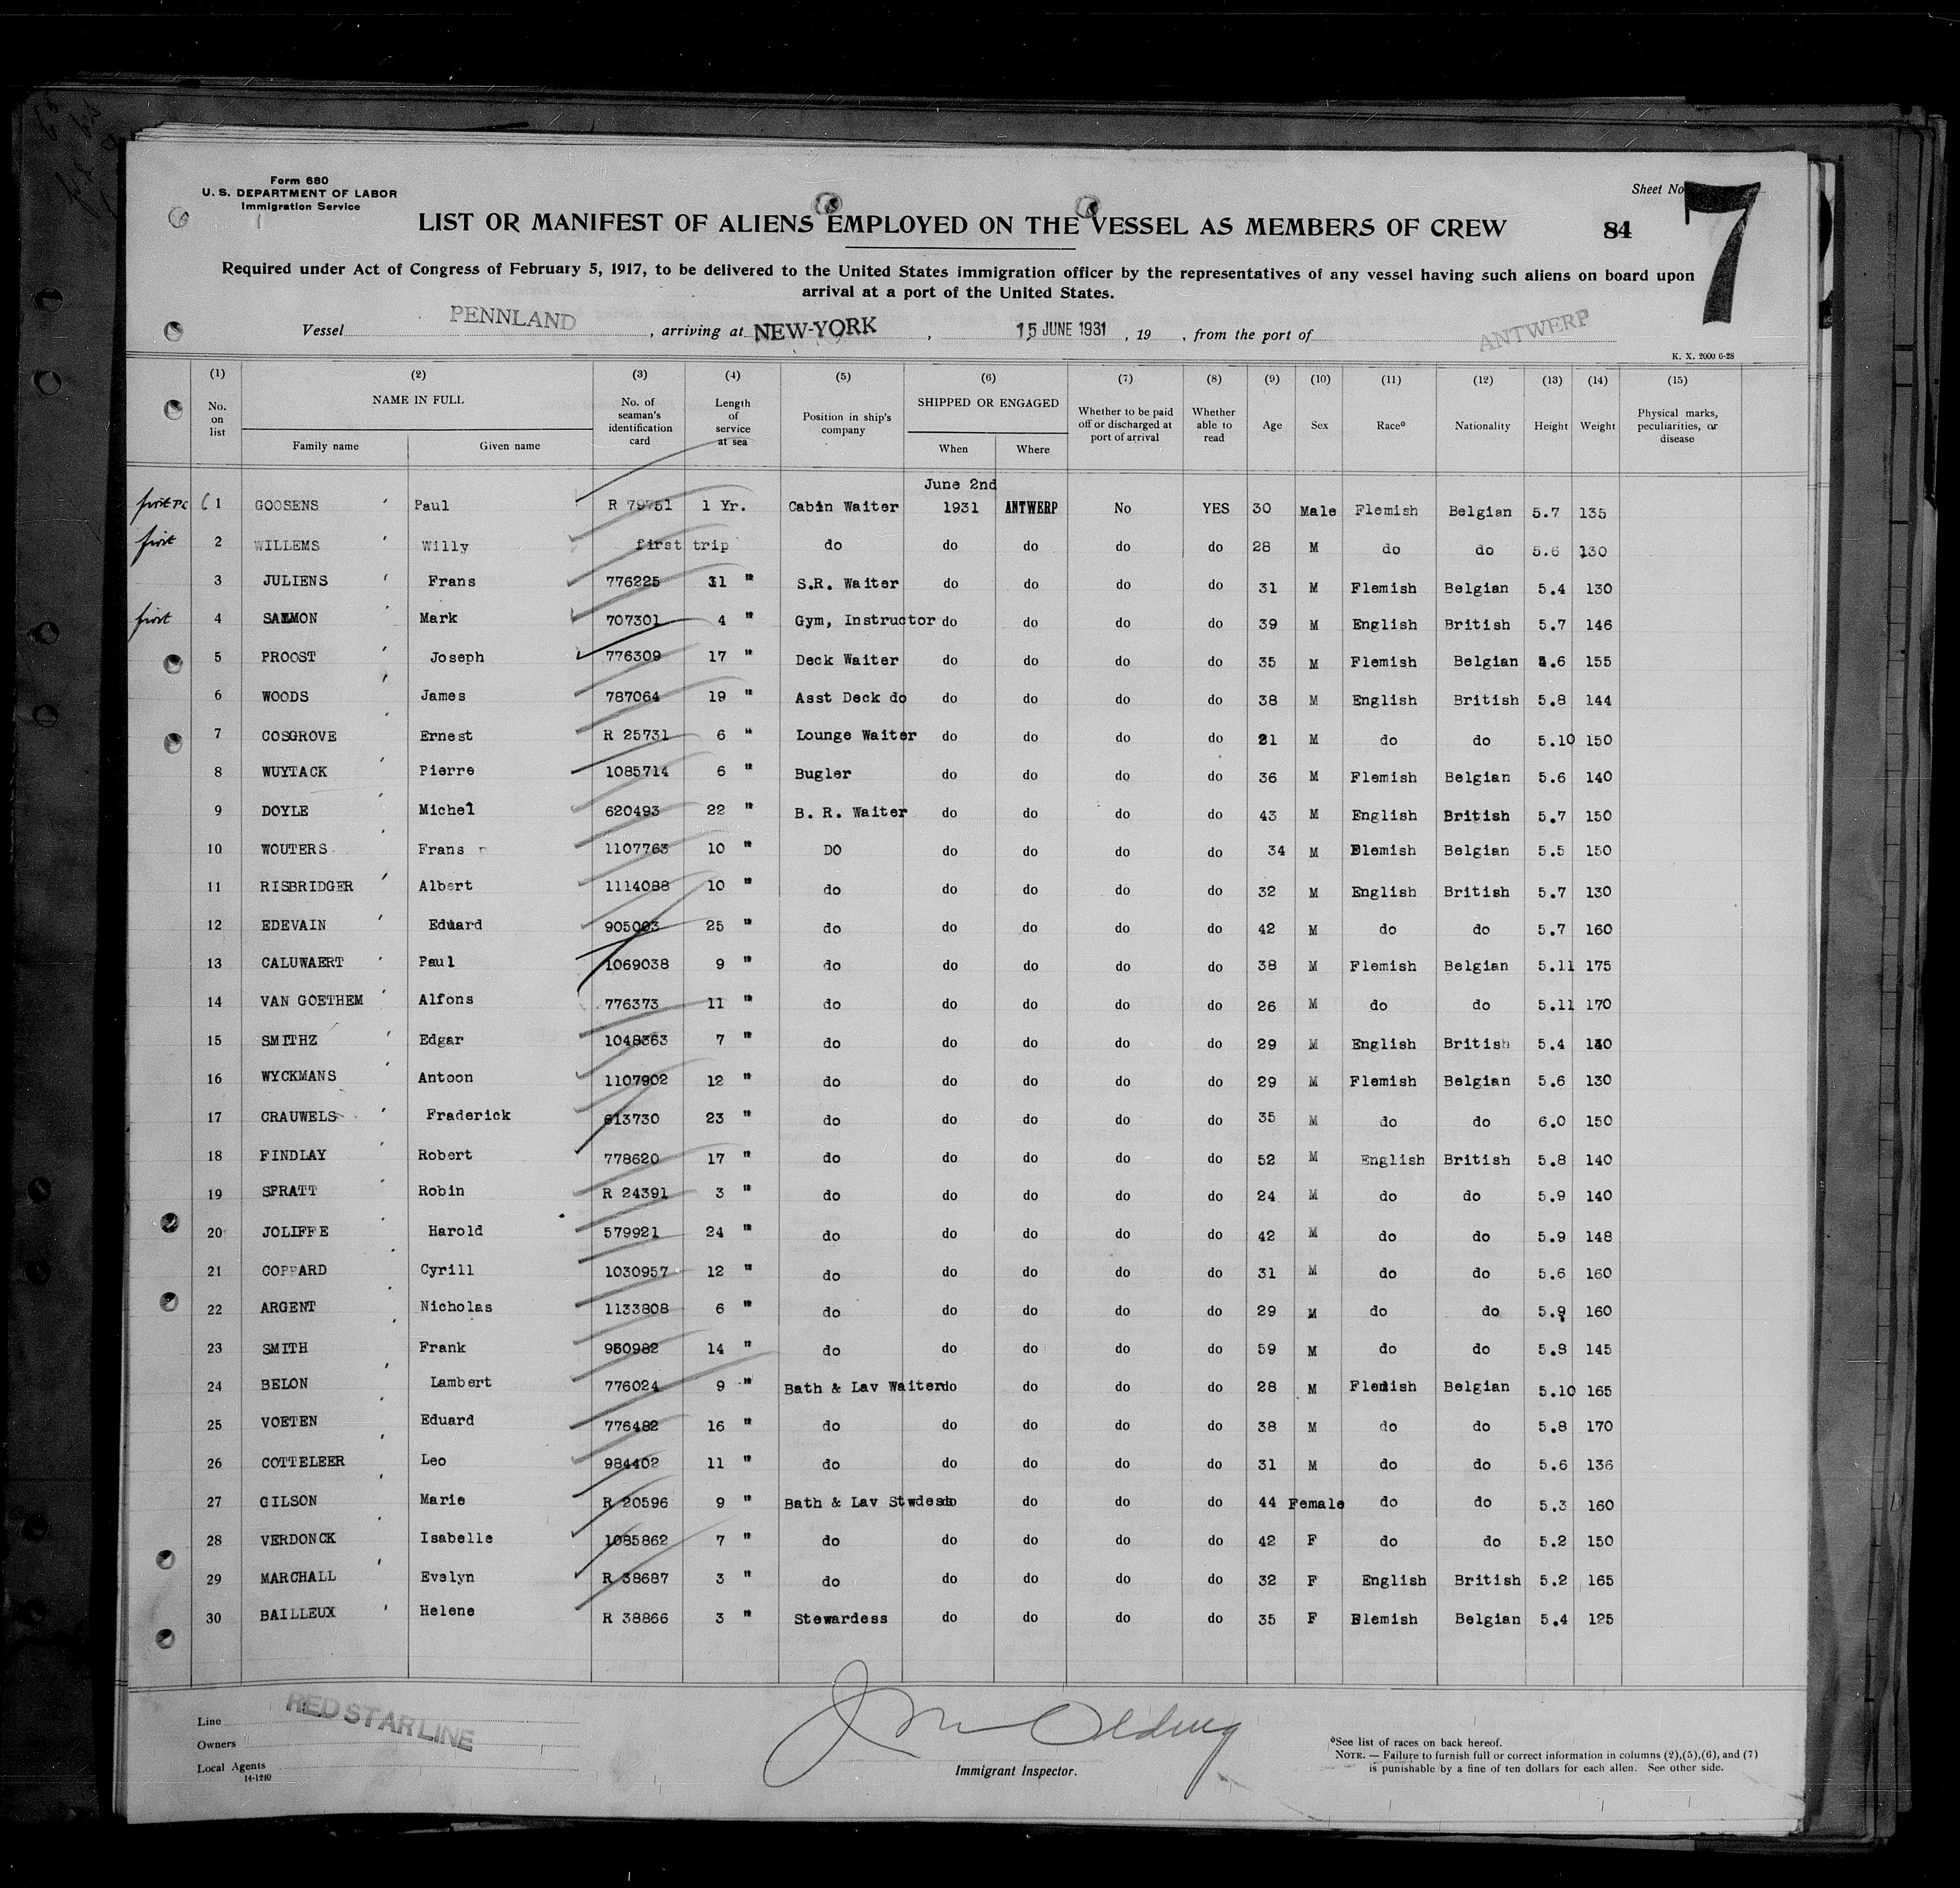 Form 680
U. S. DEPARTMENT OF LABOR
Immigration Service
Sheet No. 7
LIST OR MANIFEST OF ALIENS EMPLOYED ON THE VESSEL AS MEMBERS OF CREW 84
Required under Act of Congress of February 5, 1917, to be delivered to the United States immigration officer by the representatives of any vessel having such aliens on board upon
arrival at a port of the United States.
Vessel PENNLAND, arriving at NEW-YORK, 15 JUNE 1931, 19 , from the port of ANTWERP
K. X. 2000 6-28
(1) (2) (3) (4) (5) (6) (7) (8) (9) (10) (11) (12) (13) (14) (15)
No. on list NAME IN FULL Family name Given name No. of seaman's identification card Length of service at sea Position in ship's company SHIPPED OR ENGAGED When Where Whether to be paid off or discharged at port of arrival Whether able to read Age Sex Race* Nationality Height Weight Physical marks, peculiarities, or disease
June 2nd
first PC 1 GOOSENS Paul R 79751 1 Yr. Cabin Waiter 1931 ANTWERP No YES 30 Male Flemish Belgian 5.7 135
first 2 WILLEMS Willy first trip do do do do do 28 M do do 5.6 130
3 JULIENS Frans 776225 31 " S.R. Waiter do do do do 31 M Flemish Belgian 5.4 130
first 4 Mark 707301 4 " Gym, Instructor do do do do 39 M English British 5.7 146
5 PROOST Joseph 776309 17 " Deck Waiter do do do do 35 M Flemish Belgian .6 155
6 WOODS James 787064 19 " Asst Deck do do do do do 38 M English British 5.8 144
7 COSGROVE Ernest R 25731 6 " Lounge Waiter do do do do 21 M do do 5.10 150
8 WUYTACK Pierre 1085714 6 " Bugler do do do do 36 M Flemish Belgian 5.6 140
9 DOYLE Michel 620493 22 " B. R. Waiter do do do do 43 M English British 5.7 150
10 WOUTERS Frans 1107763 10 " DO do do do do 34 M Flemish Belgian 5.5 150
11 RISBRIDGER Albert 1114088 10 " do do do do do 32 M English British 5.7 130
12 EDEVAIN Eduard 905003 25 " do do do do do 42 M do do 5.7 160
13 CALUWAERT Paul 1069038 9 " do do do do do 38 M Flemish Belgian 5.11 175
14 VAN GOETHEM Alfons 776373 11 " do do do do do 26 M do do 5.11 170
15 SMITHZ Edgar 1048363 7 " do do do do do 29 M English British 5.4
16 WYCKMANS Antoon 1107902 12 " do do do do do 29 M Flemish Belgian 5.6 130
17 CRAUWELS Fraderick 613730 23 " do do do do do 35 M do do 6.0 150
18 FINDLAY Robert 778620 17 " do do do do do 52 M English British 5.8 140
19 SPRATT Robin R 24391 3 " do do do do do 24 M do do 5.9 140
20 JOLIFFE Harold 579921 24 " do do do do do 42 M do do 5.9 148
21 COPPARD Cyrill 1030957 12 " do do do do do 31 M do do 5.6 160
22 ARGENT Nicholas 1133808 6 " do do do do do 29 M do do 5.9 160
23 SMITH Frank 960982 14 " do do do do do 59 M do do 5.8 145
24 BELON Lambert 776024 9 " Bath & Lav Waiter do do do do 28 M Flemish Belgian 5.10 165
25 VOETEN Eduard 776482 16 " do do do do do 38 M do do 5.8 170
26 COTTELEER Leo 984402 11 " do do do do do 31 M do do 5.6 136
27 GILSON Marie R 20596 9 " Bath & Lav Stwdess do do do do 44 Female do do 5.3 160
28 VERDONCK Isabelle 1085862 7 " do do do do do 42 F do do 5.2 150
29 MARCHALL Evelyn R 38687 3 " do do do do do 32 F English British 5.2 165
30 BAILLEUX Helene R 38866 3 " Stewardess do do do do 35 F Flemish Belgian 5.4 125
Line RED STAR LINE
Owners
Local Agents
14-1240
Immigrant Inspector.
*See list of races on back hereof.
NOTE. — Failure to furnish full or correct information in columns (2),(5),(6), and (7)
is punishable by a fine of ten dollars for each alien. See other side.